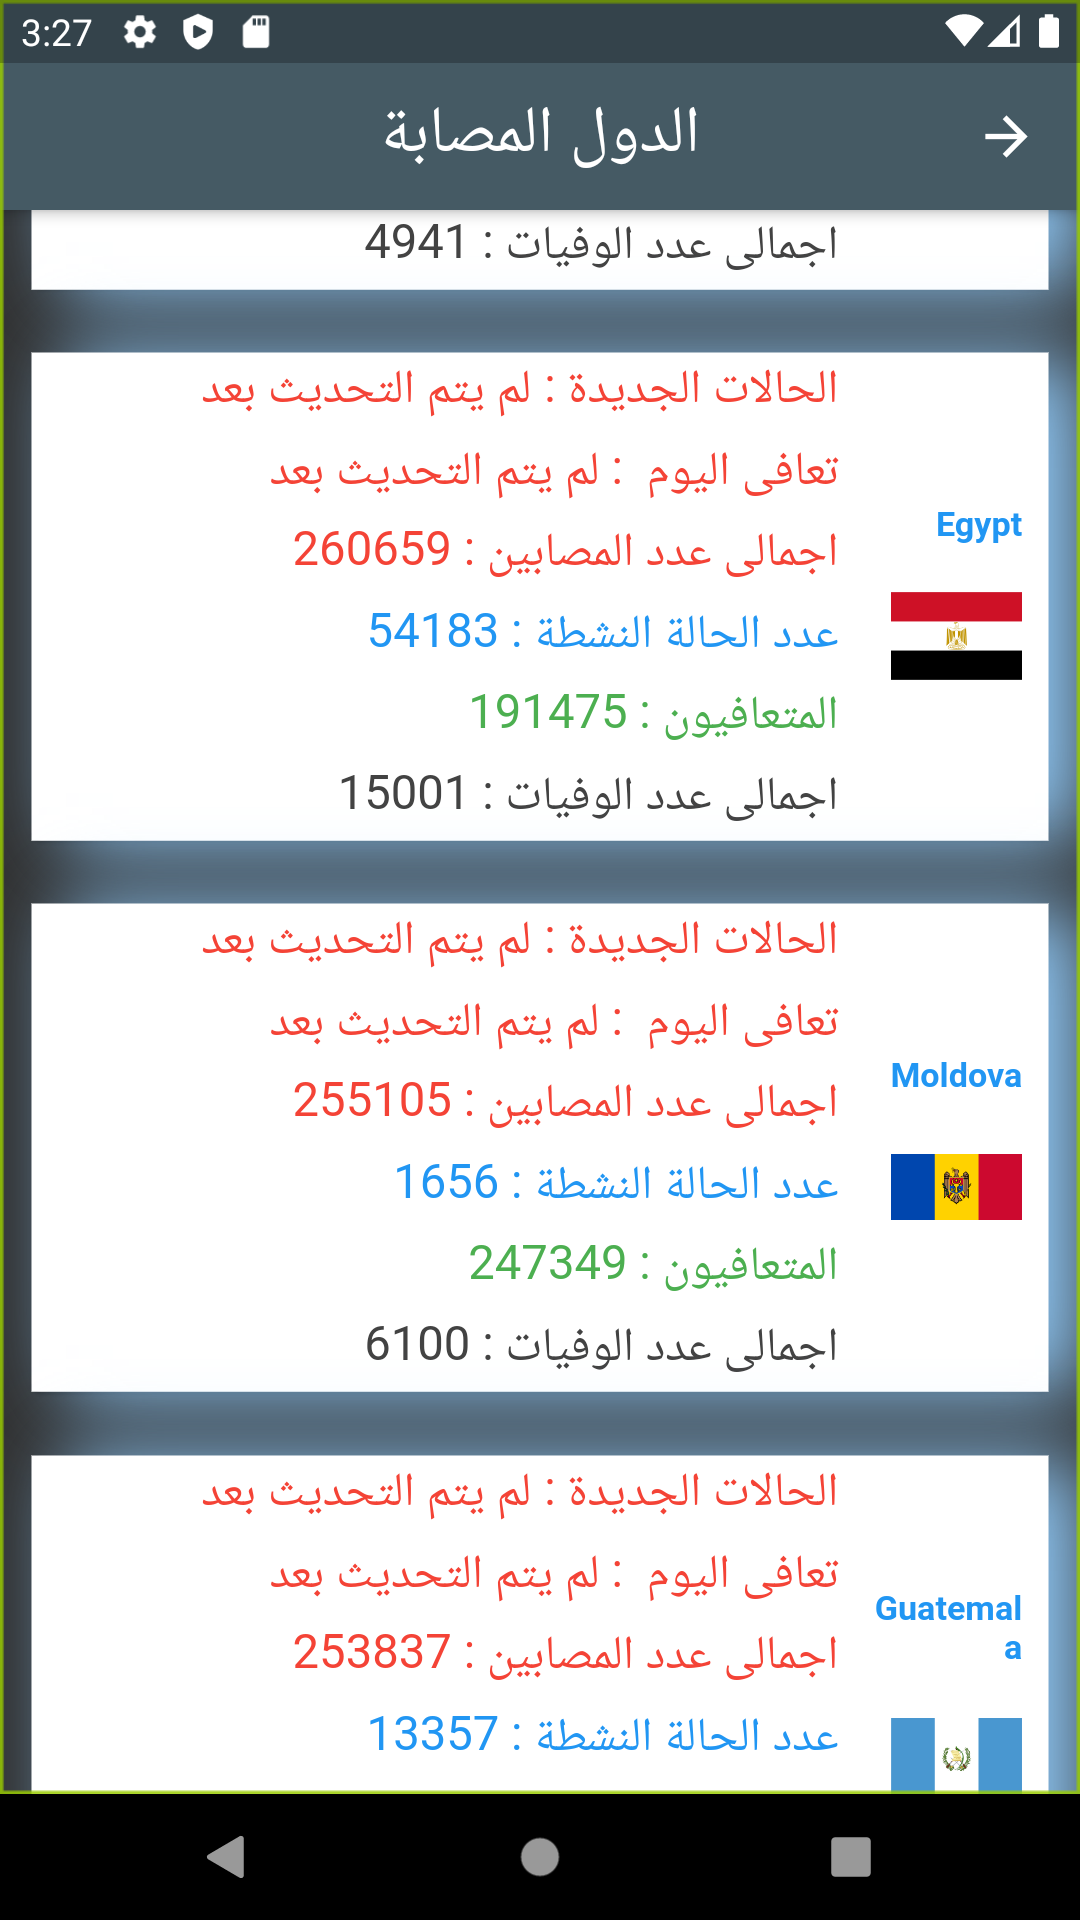 3:27
الدول المصابة
اجمالى عدد الوفيات : 4941
الحالات الجديدة : لم يتم التحديث بعد
تعافى اليوم : لم يتم التحديث بعد
Egypt
اجمالى عدد المصابين : 260659
عدد الحالة النشطة : 54183
المتعافيون : 191475
اجمالى عدد الوفيات : 15001
الحالات الجديدة : لم يتم التحديث بعد
تعافى اليوم : لم يتم التحديث بعد
Moldova
اجمالى عدد المصابين : 255105
عدد الحالة النشطة : 1656
المتعافيون : 247349
اجمالى عدد الوفيات : 6100
الحالات الجديدة : لم يتم التحديث بعد
تعافى اليوم : لم يتم التحديث بعد
Guatemal
a
اجمالى عدد المصابين : 253837
عدد الحالة النشطة : 13357